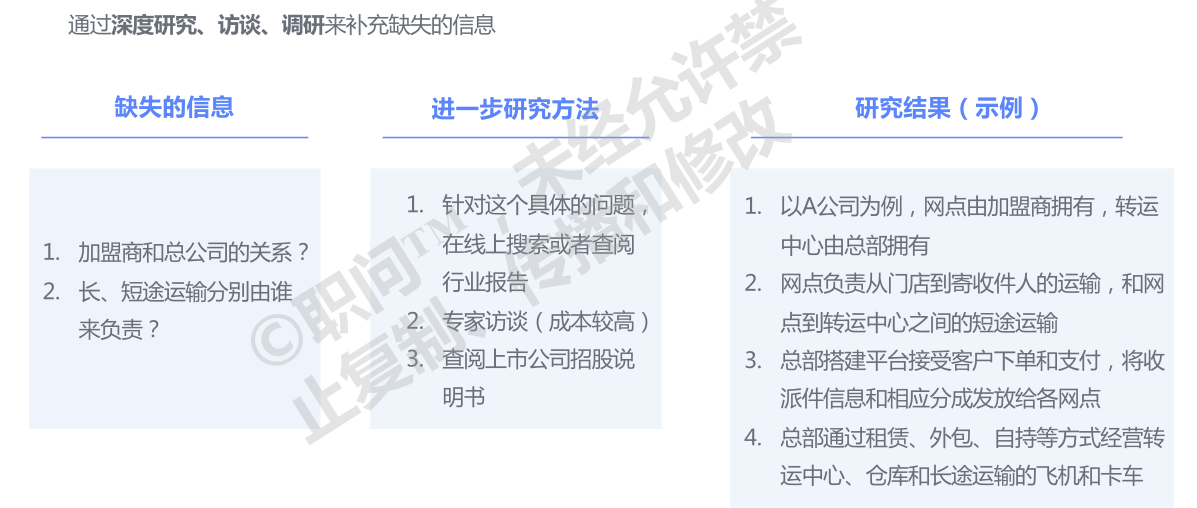 通过深度研究、访谈、调研来补充缺失的信息
缺失的信息
1. 加盟商和总公司的关系？
2. 长、短途运输分别由谁
来负责？
进一步研究方法
1. 针对这个具体的问题，
在线上搜索或者查阅
行业报告
2. 专家访谈（成本较高）
3. 查阅上市公司招股说
明书
研究结果（示例）
1. 以A公司为例，网点由加盟商拥有，转运
中心由总部拥有
2. 网点负责从门店到寄收件人的运输，和网
点到转运中心之间的短途运输
3. 总部搭建平台接受客户下单和支付，将收
派件信息和相应分成发放给各网点
4. 总部通过租赁、外包、自持等方式经营转
运中心、仓库和长途运输的飞机和卡车
©职问™，未经允许禁
止复制、传播和修改